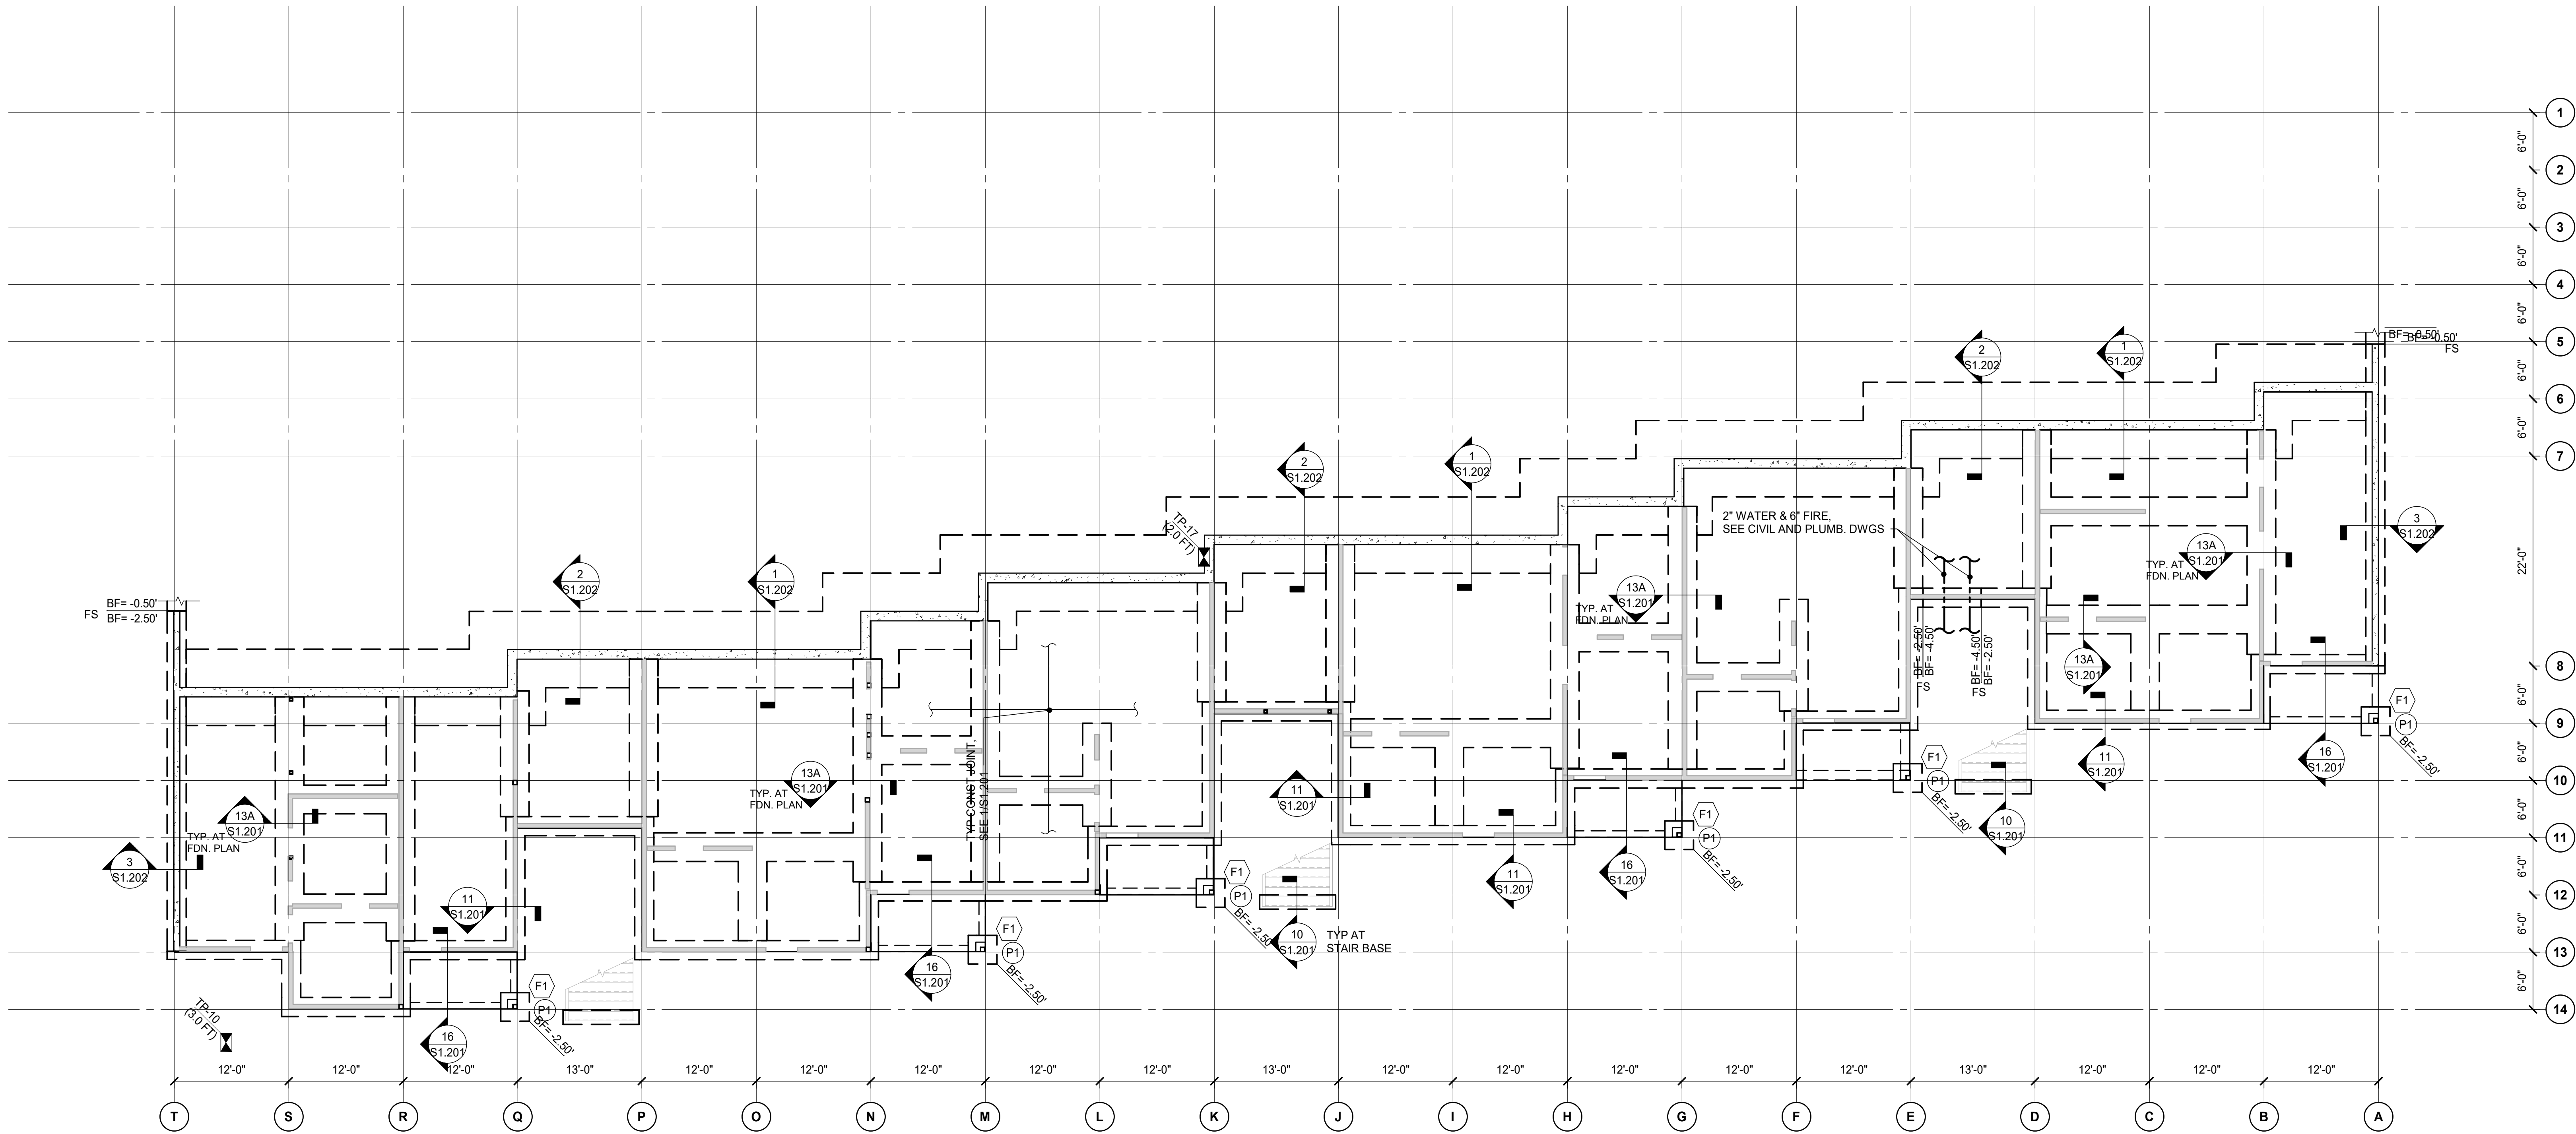 1
6'-0"
2
6'-0"
3
6'-0"
4
6'-0"
5
6'-0"
6
6'-0"
7
22'-0"
8
6'-0"
9
6'-0"
10
6'-0"
11
6'-0"
12
6'-0"
13
6'-0"
14
BF= -0.50'
BF= -0.50'
FS
2
S1.202
1
S1.202
2
S1.202
1
S1.202
2
S1.202
1
S1.202
3
S1.202
TP-17
(2.0 FT)
2" WATER & 6" FIRE,
SEE CIVIL AND PLUMB. DWGS
13A
S1.201
TYP. AT
FDN. PLAN
13A
S1.201
TYP. AT
FDN. PLAN
BF= -0.50'
FS
BF= -2.50'
BF= -2.50'
BF= -4.50'
FS
BF= -4.50'
BF= -2.50'
FS
13A
S1.201
F1
P1
BF= -2.50'
11
S1.201
16
S1.201
F1
P1
BF= -2.50'
10
S1.201
13A
S1.201
TYP. AT
FDN. PLAN
TYP CONST JOINT,
SEE 1/S1.201
11
S1.201
F1
P1
BF= -2.50'
13A
S1.201
TYP. AT
FDN. PLAN
3
S1.202
11
S1.201
16
S1.201
F1
P1
BF= -2.50'
11
S1.201
16
S1.201
10
S1.201
TYP AT
STAIR BASE
F1
P1
BF= -2.50'
16
S1.201
F1
P1
BF= -2.50'
TP-10
(3.0 FT)
16
S1.201
12'-0"
12'-0"
12'-0"
13'-0"
12'-0"
12'-0"
12'-0"
12'-0"
12'-0"
13'-0"
12'-0"
12'-0"
12'-0"
12'-0"
12'-0"
13'-0"
12'-0"
12'-0"
12'-0"
T
S
R
Q
P
O
N
M
L
K
J
I
H
G
F
E
D
C
B
A